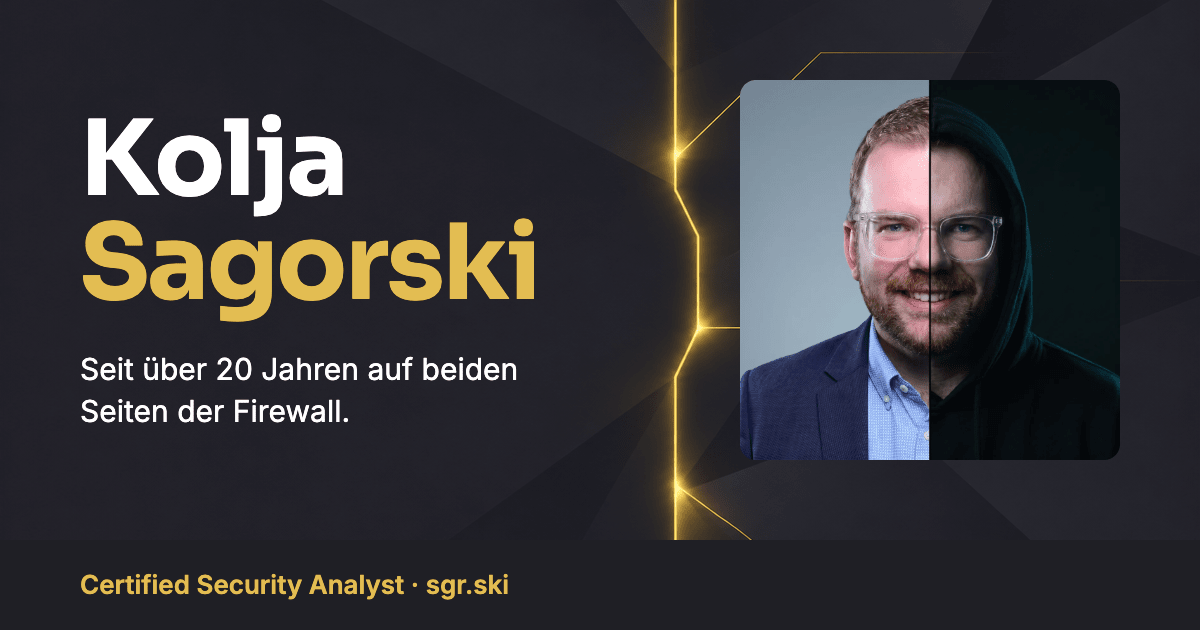 Kolja
Sagorski
Seit über 20 Jahren auf beiden
Seiten der Firewall.
Certified Security Analyst · sgr.ski